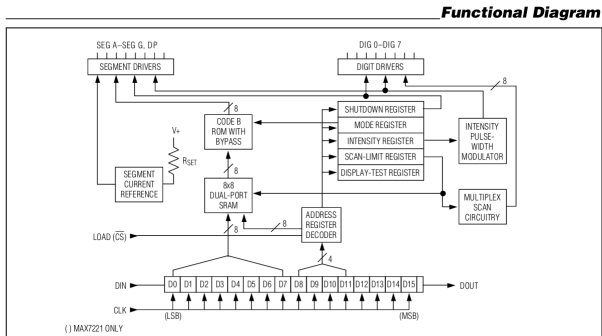 Functional Diagram
SEG A–SEG G, DP
DIG 0–DIG 7
SEGMENT DRIVERS
DIGIT DRIVERS
8
8
CODE B
ROM WITH
BYPASS
SHUTDOWN REGISTER
MODE REGISTER
INTENSITY REGISTER
SCAN-LIMIT REGISTER
DISPLAY-TEST REGISTER
INTENSITY
PULSE-
WIDTH
MODULATOR
V+
RSET
SEGMENT
CURRENT
REFERENCE
8
8x8
DUAL-PORT
SRAM
MULTIPLEX
SCAN
CIRCUITRY
8
ADDRESS
REGISTER
DECODER
8
LOAD (CS)
4
DIN
D0 D1 D2 D3 D4 D5 D6 D7 D8 D9 D10 D11 D12 D13 D14 D15
DOUT
CLK
(LSB)
(MSB)
( ) MAX7221 ONLY